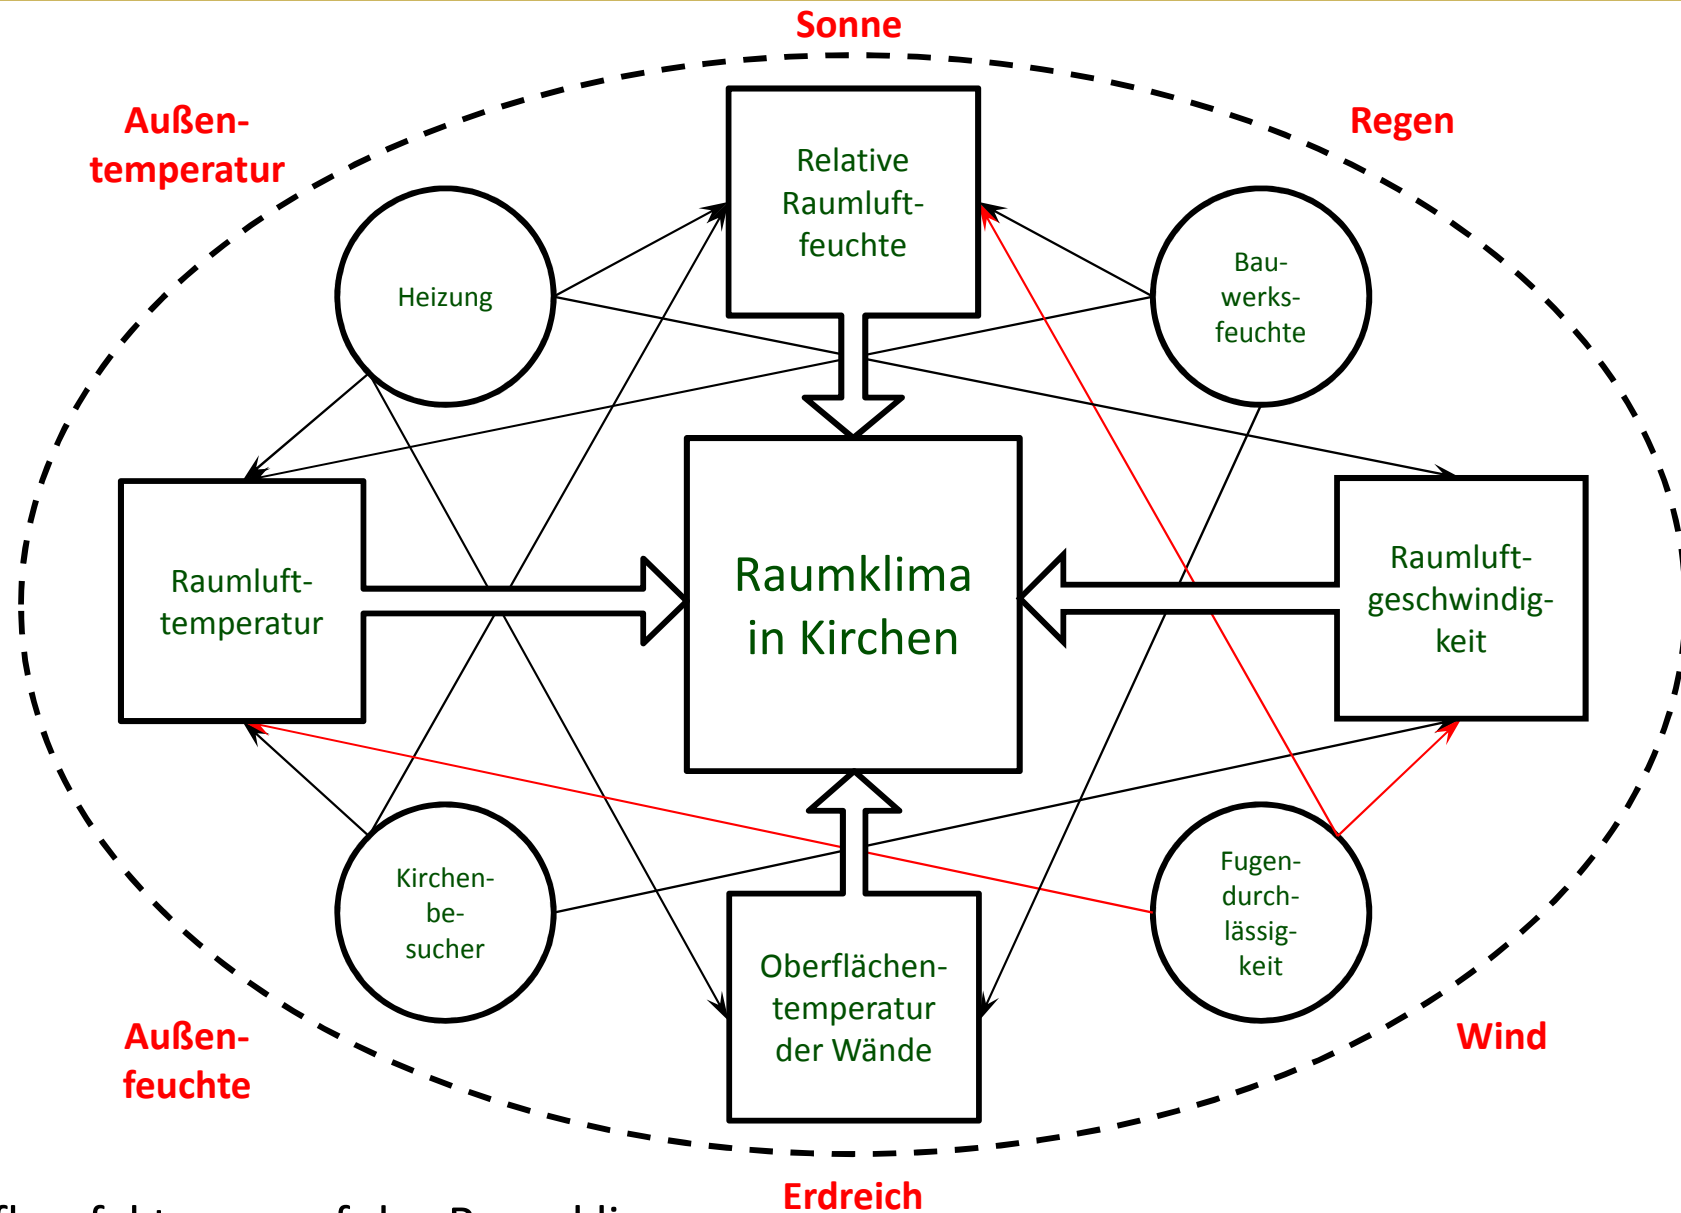 Sonne
Außen-
temperatur
Regen
Relative
Raumluft-
feuchte
Heizung
Bau-
werks-
feuchte
Raumluft-
temperatur
Raumklima
in Kirchen
Raumluft-
geschwindig-
keit
Kirchen-
be-
sucher
Oberflächen-
temperatur
der Wände
Fugen-
durch-
lässig-
keit
Außen-
feuchte
Wind
Erdreich